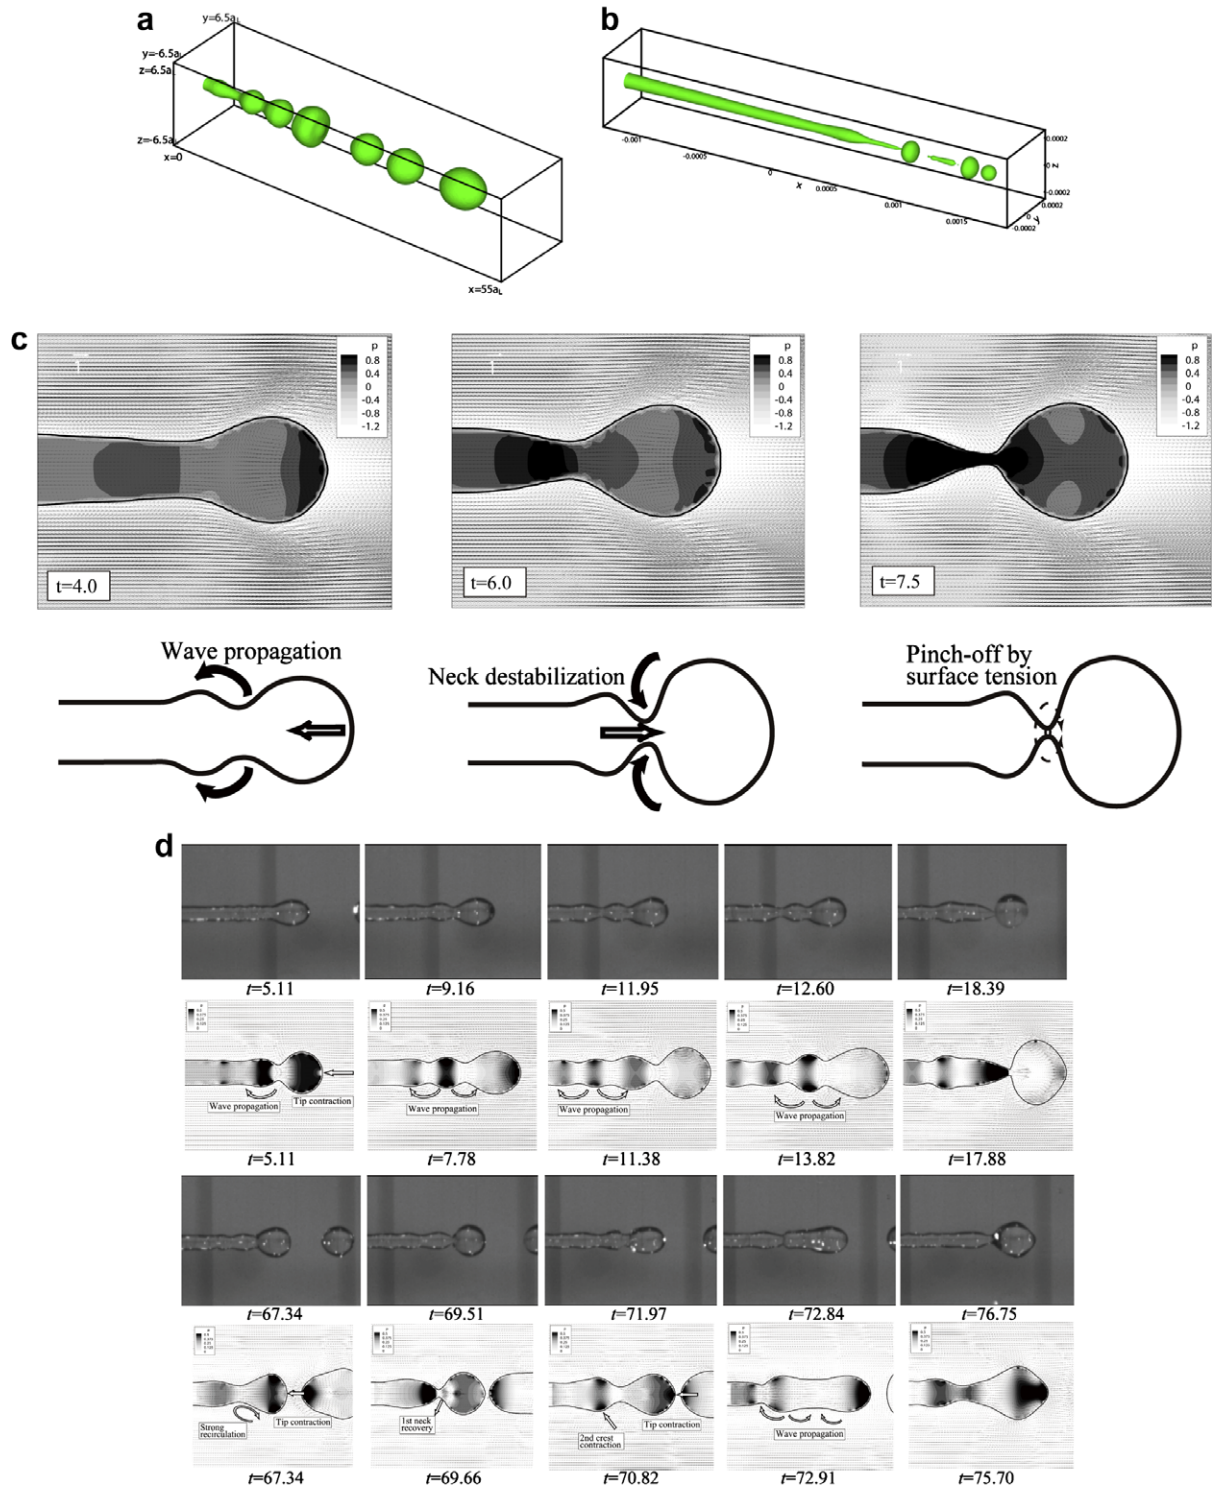 a
y=6.5a
y=-6.5a
z=6.5a
z=-6.5a
x=0
x=55aL
b
-0.001
-0.0005
0
x
0.0005
0.001
0.0015
0.0002
0
z
-0.0002
0.0002
0
y
-0.0002
c
p
0.8
0.4
0
-0.4
-0.8
-1.2
t=4.0
p
0.8
0.4
0
-0.4
-0.8
-1.2
t=6.0
p
0.8
0.4
0
-0.4
-0.8
-1.2
t=7.5
Wave propagation
Neck destabilization
Pinch-off by
surface tension
d
t=5.11
t=9.16
t=11.95
t=12.60
t=18.39
Wave propagation
Tip contraction
Wave propagation
Wave propagation
Wave propagation
t=5.11
t=7.78
t=11.38
t=13.82
t=17.88
t=67.34
t=69.51
t=71.97
t=72.84
t=76.75
Strong
recirculation
Tip contraction
1st neck
recovery
2nd crest
contraction
Tip contraction
Wave propagation
t=67.34
t=69.66
t=70.82
t=72.91
t=75.70